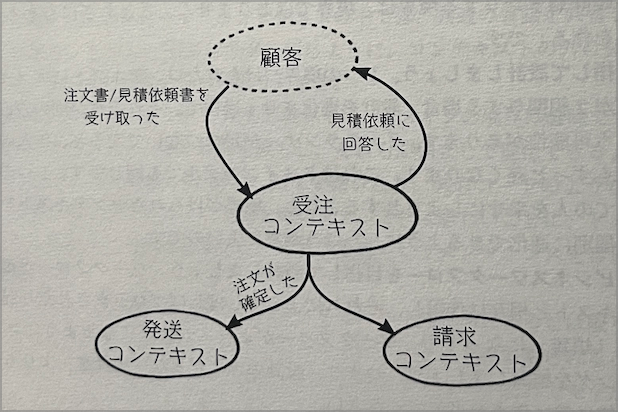 顧客
注文書/見積依頼書を
受け取った
見積依頼に
回答した
受注
コンテキスト
注文が
確定した
発送
コンテキスト
請求
コンテキスト